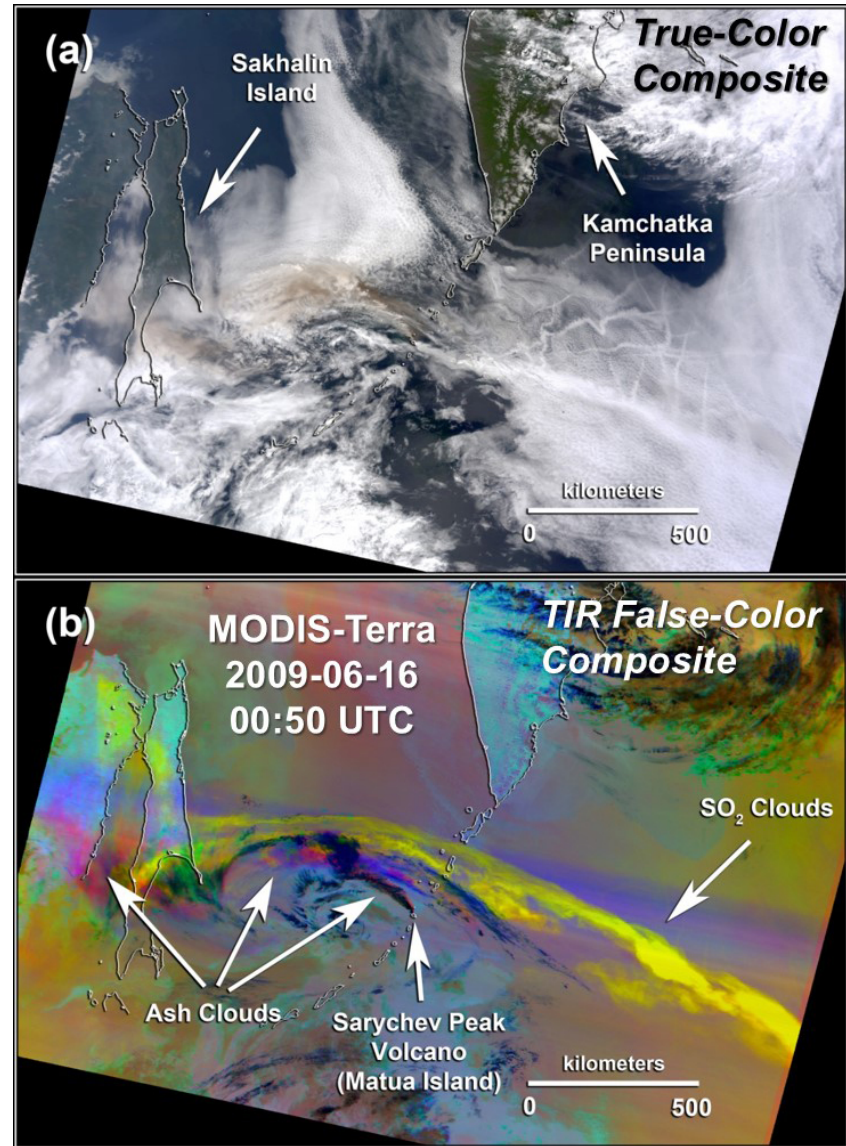 (a)
True-Color
Composite
Sakhalin
Island
Kamchatka
Peninsula
kilometers
0 500
(b)
MODIS-Terra
2009-06-16
00:50 UTC
TIR False-Color
Composite
SO₂ Clouds
Ash Clouds
Sarychev Peak
Volcano
(Matua Island)
kilometers
0 500